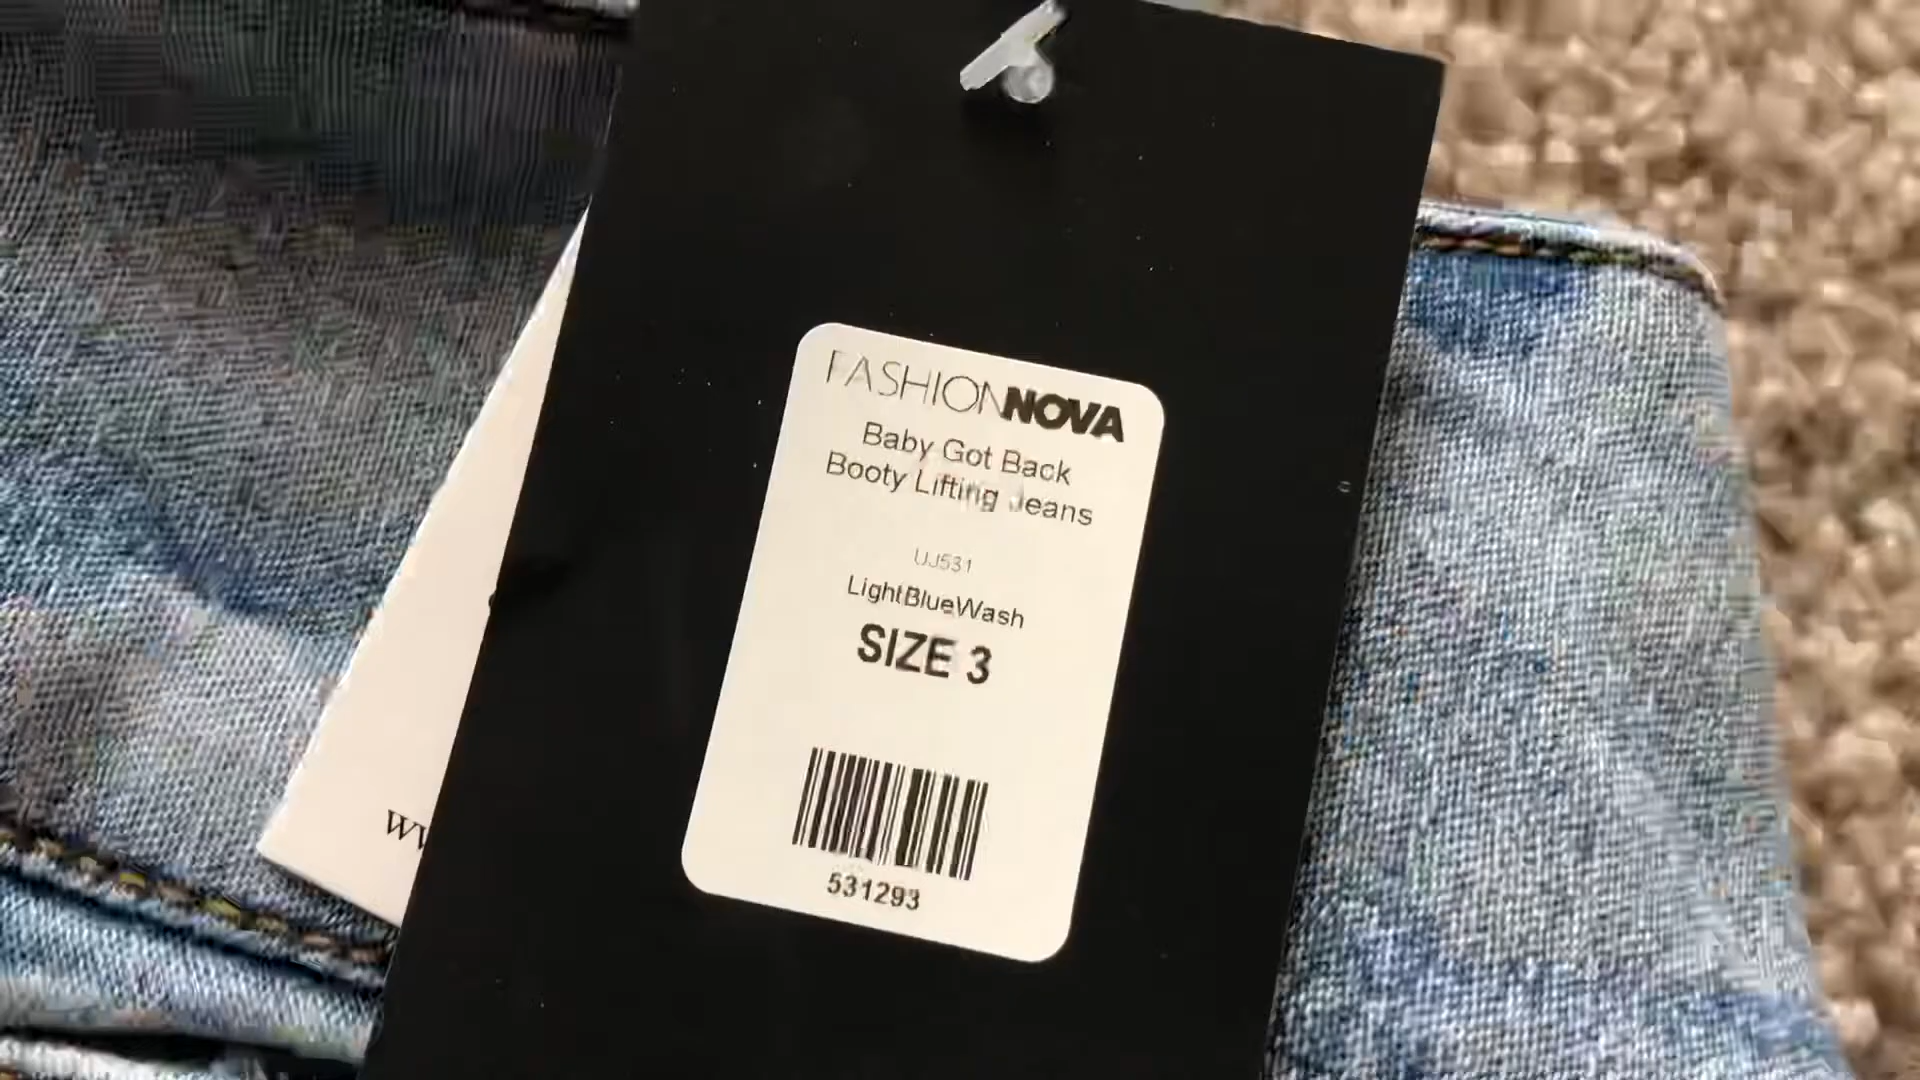 FASHIONNOVA
Baby Got Back
Booty Lifting Jeans
UJ531
LightBlueWash
SIZE 3
531293